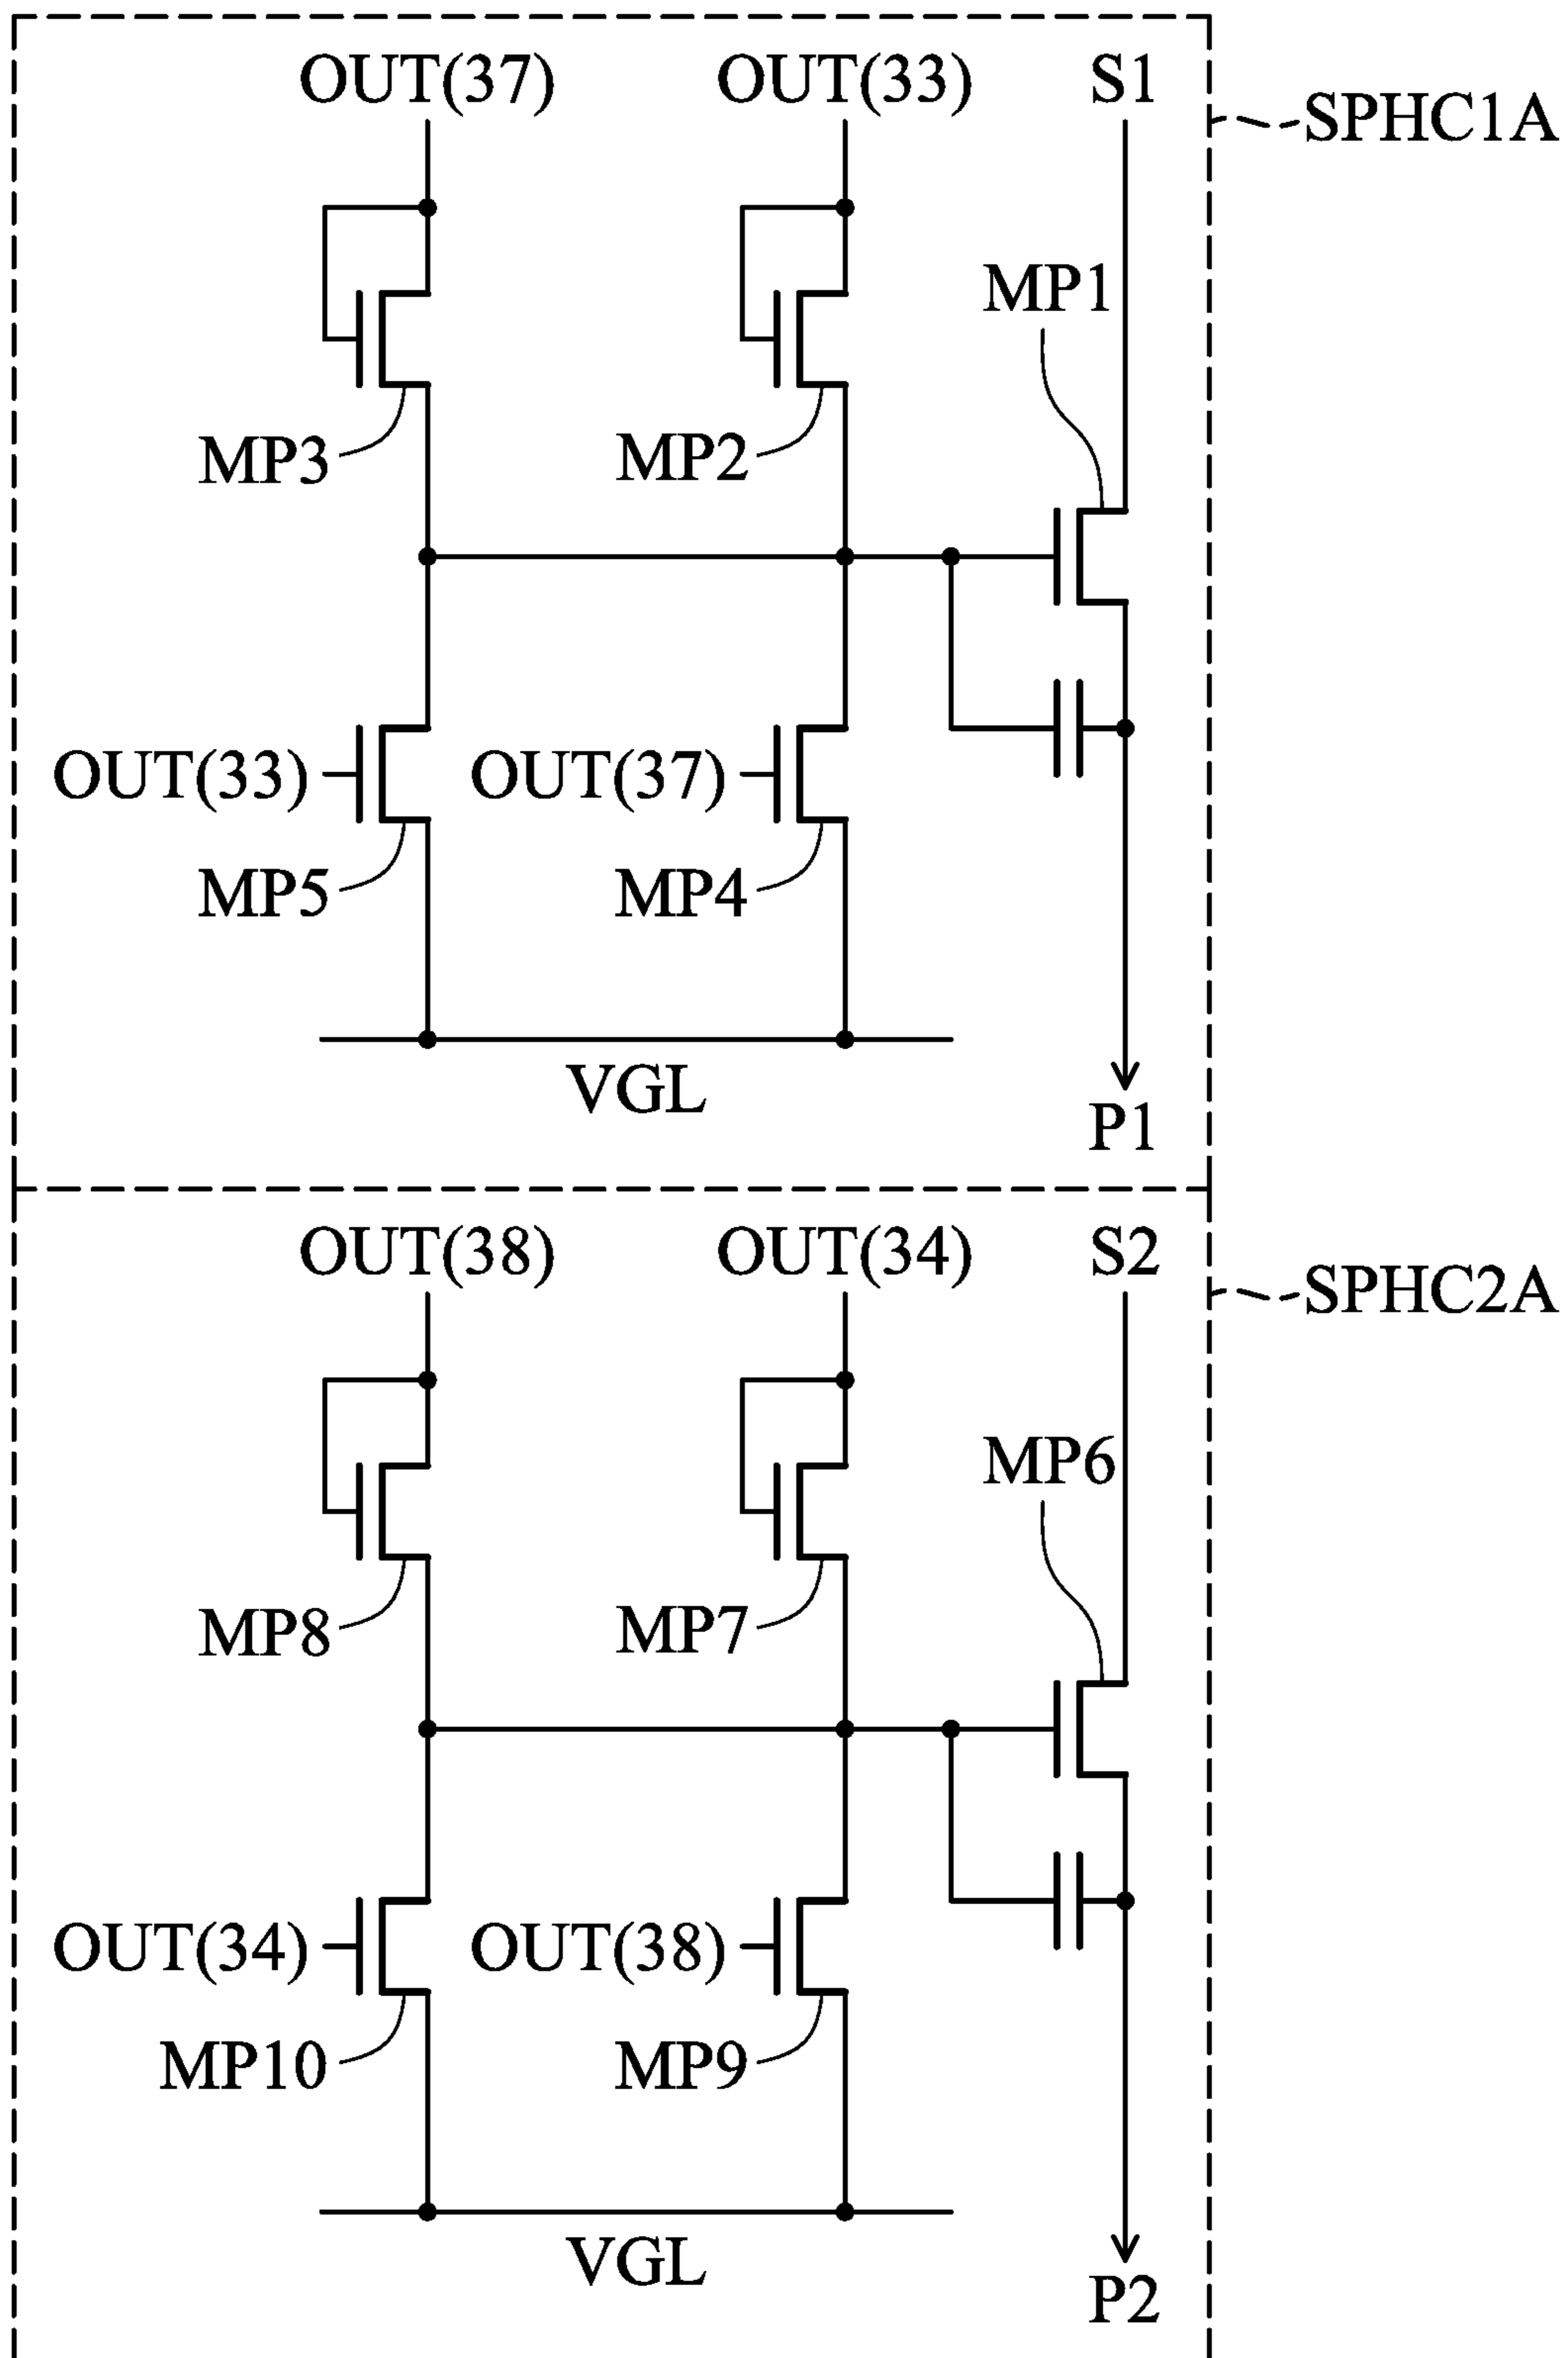 OUT(37) OUT(33) S1
SPHC1A
MP1
MP3 MP2
OUT(33) OUT(37)
MP5 MP4
VGL
P1
OUT(38) OUT(34) S2
SPHC2A
MP6
MP8 MP7
OUT(34) OUT(38)
MP10 MP9
VGL
P2